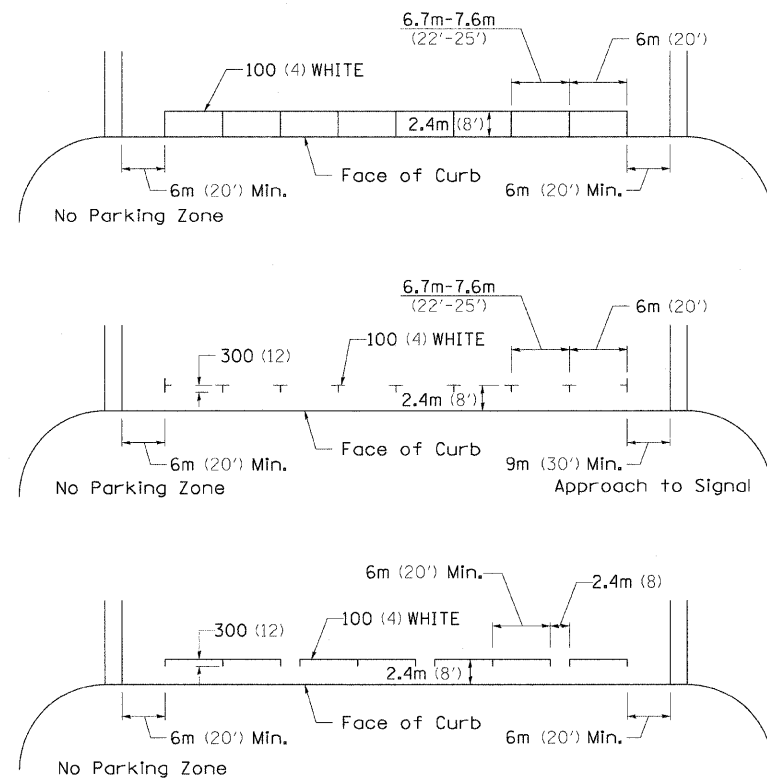 6.7m-7.6m
(22'-25')
6m (20')
100 (4) WHITE
2.4m (8')
Face of Curb
6m (20') Min.
6m (20') Min.
No Parking Zone
6.7m-7.6m
(22'-25')
6m (20')
100 (4) WHITE
300 (12)
2.4m (8')
Face of Curb
6m (20') Min.
9m (30') Min.
No Parking Zone
Approach to Signal
6m (20') Min.
2.4m (8)
100 (4) WHITE
300 (12)
2.4m (8')
Face of Curb
6m (20') Min.
6m (20') Min.
No Parking Zone